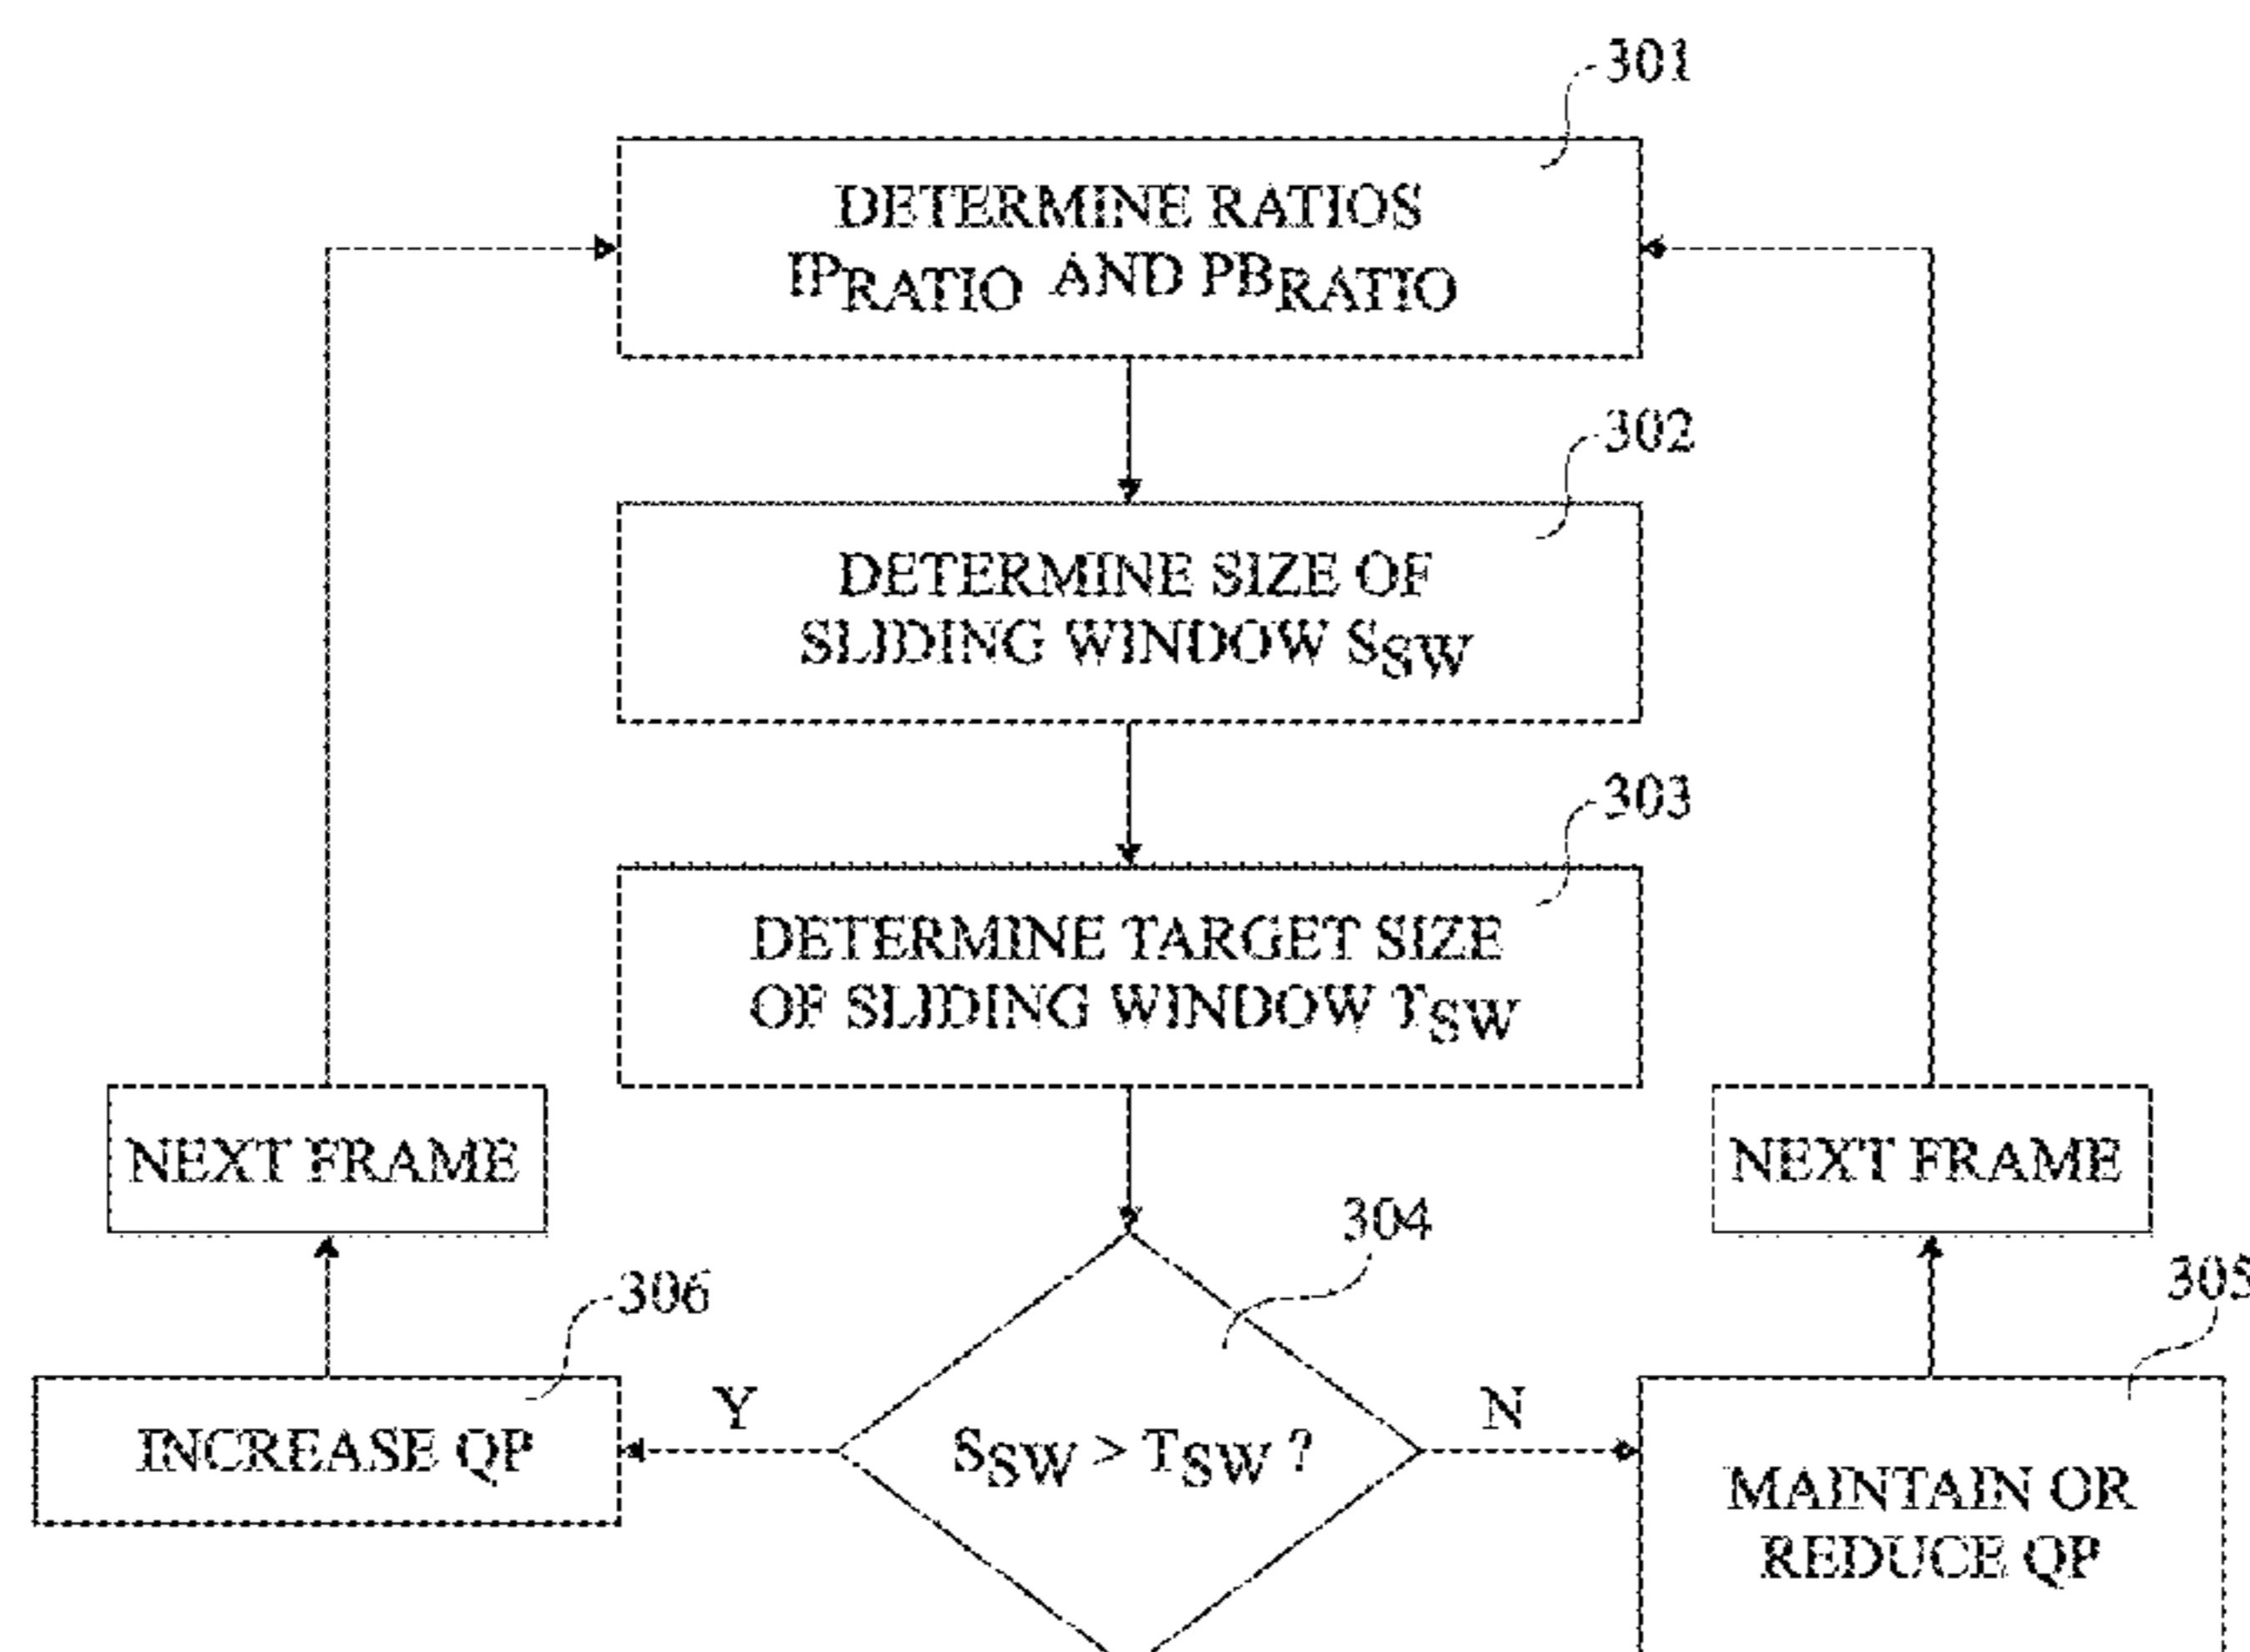 301
DETERMINE RATIOS
IPRATIO AND PBRATIO
302
DETERMINE SIZE OF
SLIDING WINDOW SSW
303
DETERMINE TARGET SIZE
OF SLIDING WINDOW TSW
NEXT FRAME
NEXT FRAME
304
305
306
INCREASE QP
Y
SSW > TSW ?
N
MAINTAIN OR
REDUCE QP